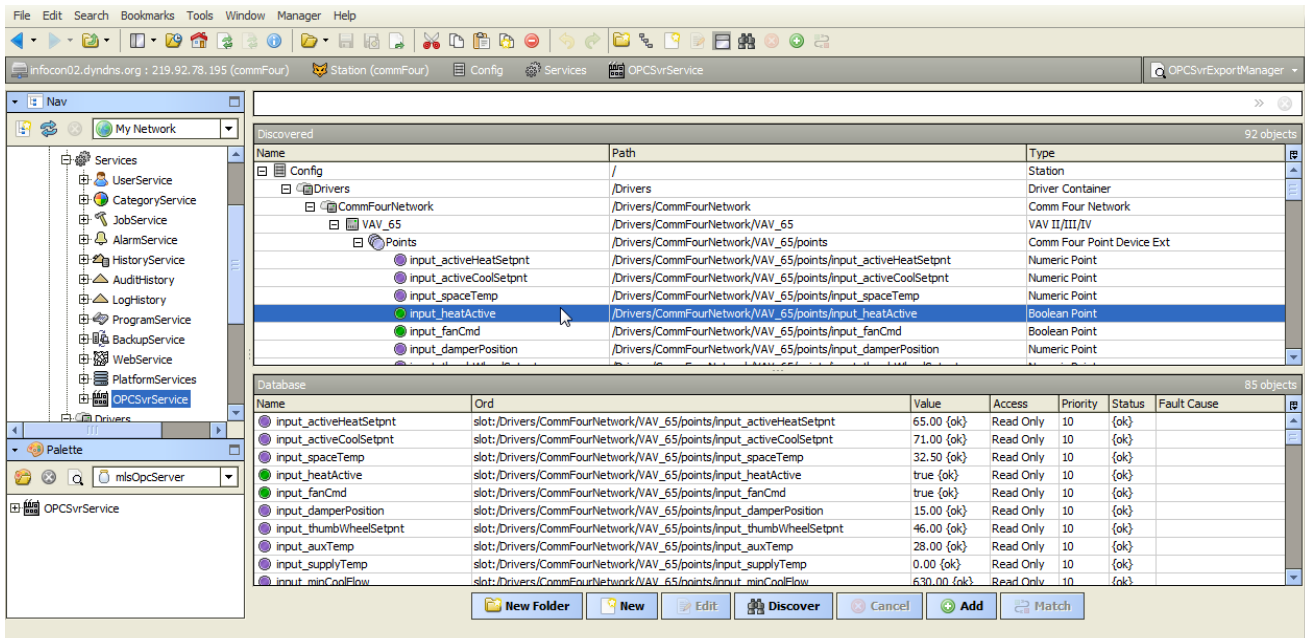 File Edit Search Bookmarks Tools Window Manager Help
infocon02.dyndns.org : 219.92.78.195 (commFour) Station (commFour) Config Services OPCSvrService OPCSvrExportManager
Nav
My Network
Services
UserService
CategoryService
JobService
AlarmService
HistoryService
AuditHistory
LogHistory
ProgramService
BackupService
WebService
PlatformServices
OPCSvrService
Drivers
Palette
mlsOpcServer
OPCSvrService
Discovered 92 objects
Name Path Type
Config / Station
Drivers /Drivers Driver Container
CommFourNetwork /Drivers/CommFourNetwork Comm Four Network
VAV_65 /Drivers/CommFourNetwork/VAV_65 VAV II/III/IV
Points /Drivers/CommFourNetwork/VAV_65/points Comm Four Point Device Ext
input_activeHeatSetpnt /Drivers/CommFourNetwork/VAV_65/points/input_activeHeatSetpnt Numeric Point
input_activeCoolSetpnt /Drivers/CommFourNetwork/VAV_65/points/input_activeCoolSetpnt Numeric Point
input_spaceTemp /Drivers/CommFourNetwork/VAV_65/points/input_spaceTemp Numeric Point
input_heatActive /Drivers/CommFourNetwork/VAV_65/points/input_heatActive Boolean Point
input_fanCmd /Drivers/CommFourNetwork/VAV_65/points/input_fanCmd Boolean Point
input_damperPosition /Drivers/CommFourNetwork/VAV_65/points/input_damperPosition Numeric Point
Database 85 objects
Name Ord Value Access Priority Status Fault Cause
input_activeHeatSetpnt slot:/Drivers/CommFourNetwork/VAV_65/points/input_activeHeatSetpnt 65.00 {ok} Read Only 10 {ok}
input_activeCoolSetpnt slot:/Drivers/CommFourNetwork/VAV_65/points/input_activeCoolSetpnt 71.00 {ok} Read Only 10 {ok}
input_spaceTemp slot:/Drivers/CommFourNetwork/VAV_65/points/input_spaceTemp 32.50 {ok} Read Only 10 {ok}
input_heatActive slot:/Drivers/CommFourNetwork/VAV_65/points/input_heatActive true {ok} Read Only 10 {ok}
input_fanCmd slot:/Drivers/CommFourNetwork/VAV_65/points/input_fanCmd true {ok} Read Only 10 {ok}
input_damperPosition slot:/Drivers/CommFourNetwork/VAV_65/points/input_damperPosition 15.00 {ok} Read Only 10 {ok}
input_thumbWheelSetpnt slot:/Drivers/CommFourNetwork/VAV_65/points/input_thumbWheelSetpnt 46.00 {ok} Read Only 10 {ok}
input_auxTemp slot:/Drivers/CommFourNetwork/VAV_65/points/input_auxTemp 28.00 {ok} Read Only 10 {ok}
input_supplyTemp slot:/Drivers/CommFourNetwork/VAV_65/points/input_supplyTemp 0.00 {ok} Read Only 10 {ok}
input_minCoolFlow slot:/Drivers/CommFourNetwork/VAV_65/points/input_minCoolFlow 630.00 {ok} Read Only 10 {ok}
New Folder New Edit Discover Cancel Add Match